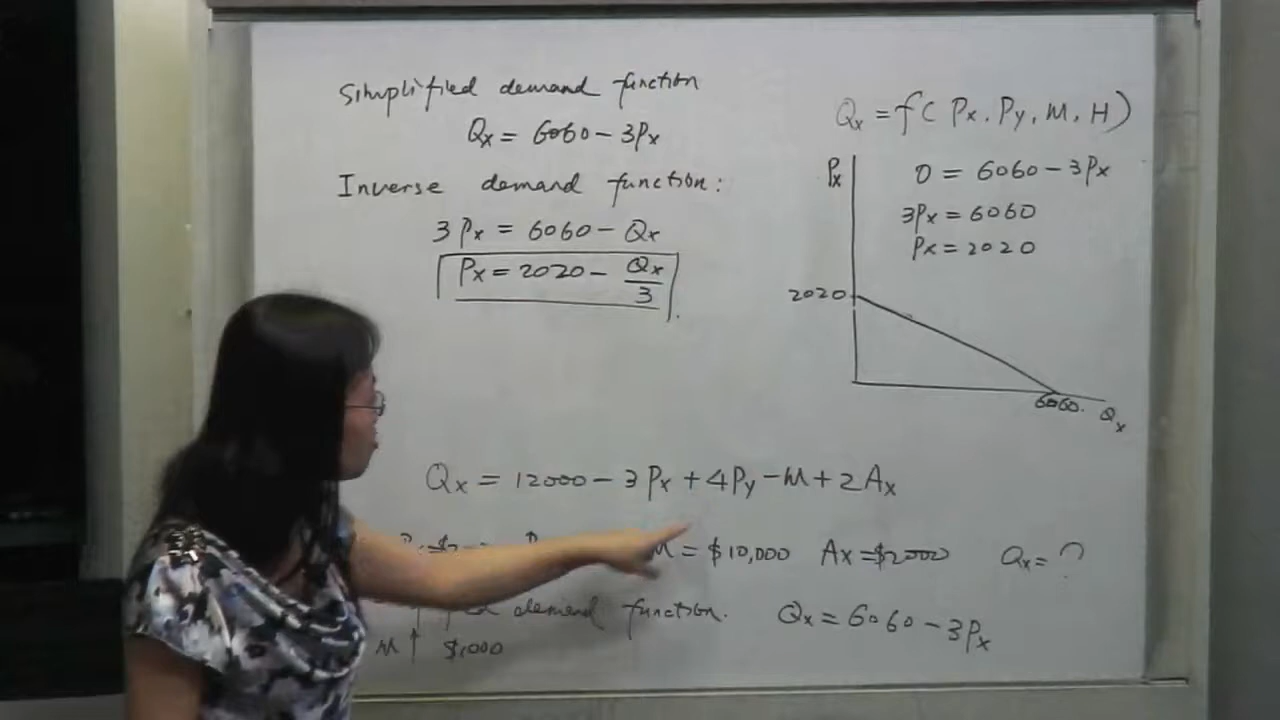 Simplified demand function
Qx = 6060 - 3Px
Inverse demand function:
3Px = 6060 - Qx
Px = 2020 - Qx/3
Qx = f( Px, Py, M, H)
Px
0 = 6060 - 3Px
3Px = 6060
Px = 2020
2020
6060
Qx
Qx = 12000 - 3Px + 4Py - M + 2Ax
M = $10,000 Ax = $2000 Qx = ?
demand function. Qx = 6060 - 3Px
M ↑ $1,000